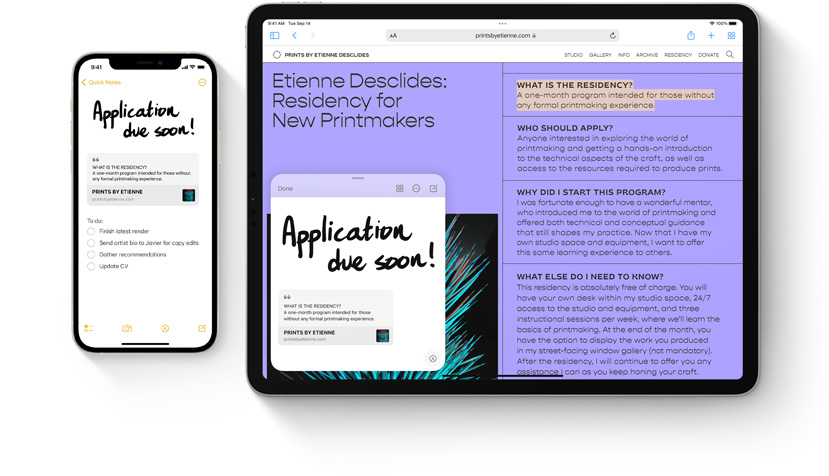 9:41
Quick Notes
Application
due soon!
WHAT IS THE RESIDENCY?
A one-month program intended for those without
any formal printmaking experience.
PRINTS BY ETIENNE
printsbyetienne.com
To do:
Finish latest render
Send artist bio to Javier for copy edits
Gather recommendations
Update CV
9:41 AM Tue Sep 14
100%
AA
printsbyetienne.com
PRINTS BY ETIENNE DESCLIDES
STUDIO GALLERY INFO ARCHIVE RESIDENCY DONATE
Etienne Desclides:
Residency for
New Printmakers
Done
Application
due soon!
WHAT IS THE RESIDENCY?
A one-month program intended for those
without any formal printmaking experience.
PRINTS BY ETIENNE
printsbyetienne.com
WHAT IS THE RESIDENCY?
A one-month program intended for those without
any formal printmaking experience.
WHO SHOULD APPLY?
Anyone interested in exploring the world of
printmaking and getting a hands-on introduction
to the technical aspects of the craft, as well as
access to the resources required to produce prints.
WHY DID I START THIS PROGRAM?
I was fortunate enough to have a wonderful mentor,
who introduced me to the world of printmaking and
offered both technical and conceptual guidance
that still shapes my practice. Now that I have my
own studio space and equipment, I want to offer
this same learning experience to others.
WHAT ELSE DO I NEED TO KNOW?
This residency is absolutely free of charge. You will
have your own desk within my studio space, 24/7
access to the studio and equipment, and three
instructional sessions per week, where we'll learn the
basics of printmaking. At the end of the month, you
have the option to display the work you produced
in my street-facing window gallery (not mandatory).
After the residency, I will continue to offer you any
assistance I can as you keep honing your craft.